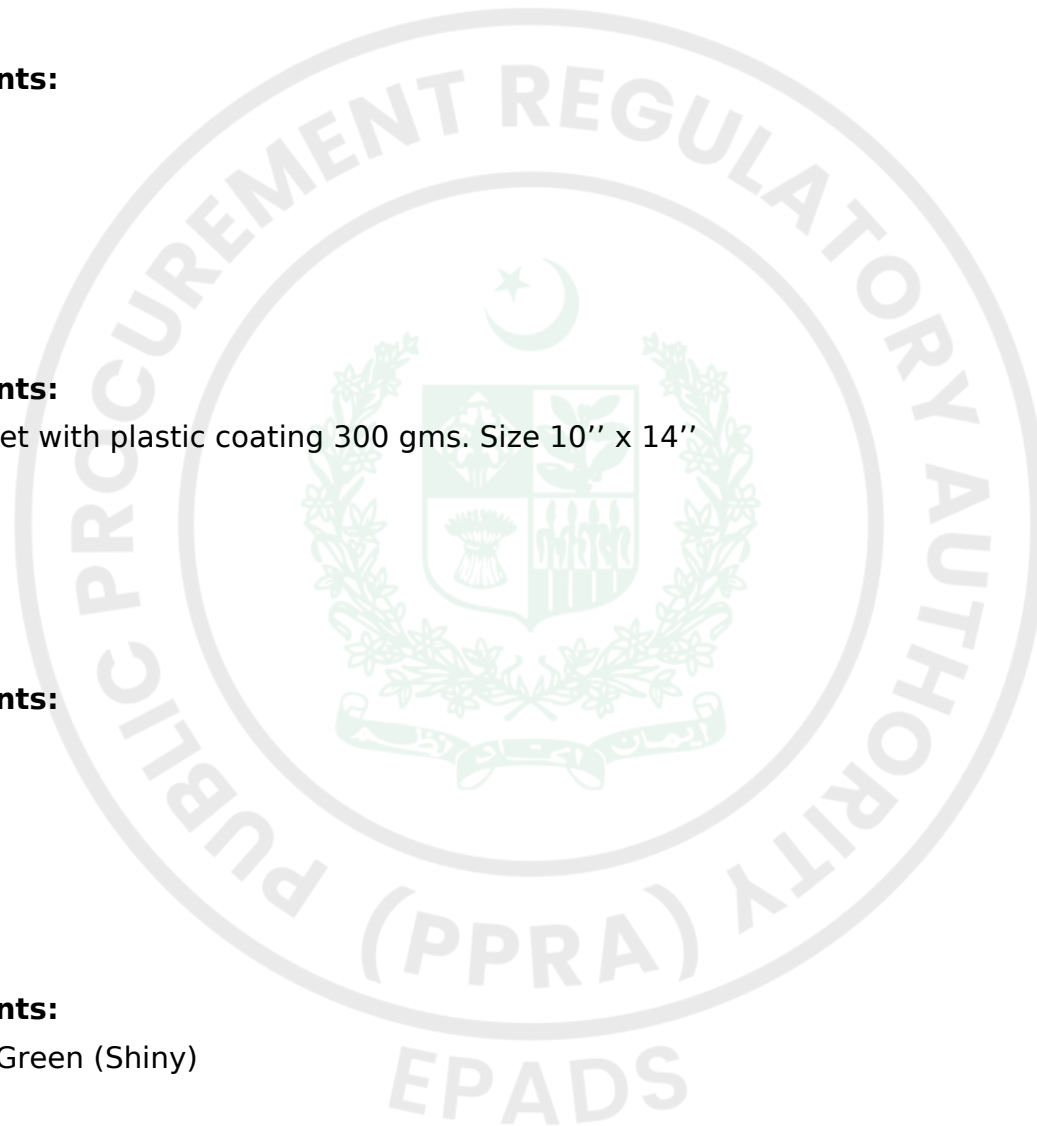 nts:
nts:
et with plastic coating 300 gms. Size 10’’ x 14’’
nts:
nts:
Green (Shiny)
PUBLIC PROCUREMENT REGULATORY AUTHORITY
(PPRA)
EPADS